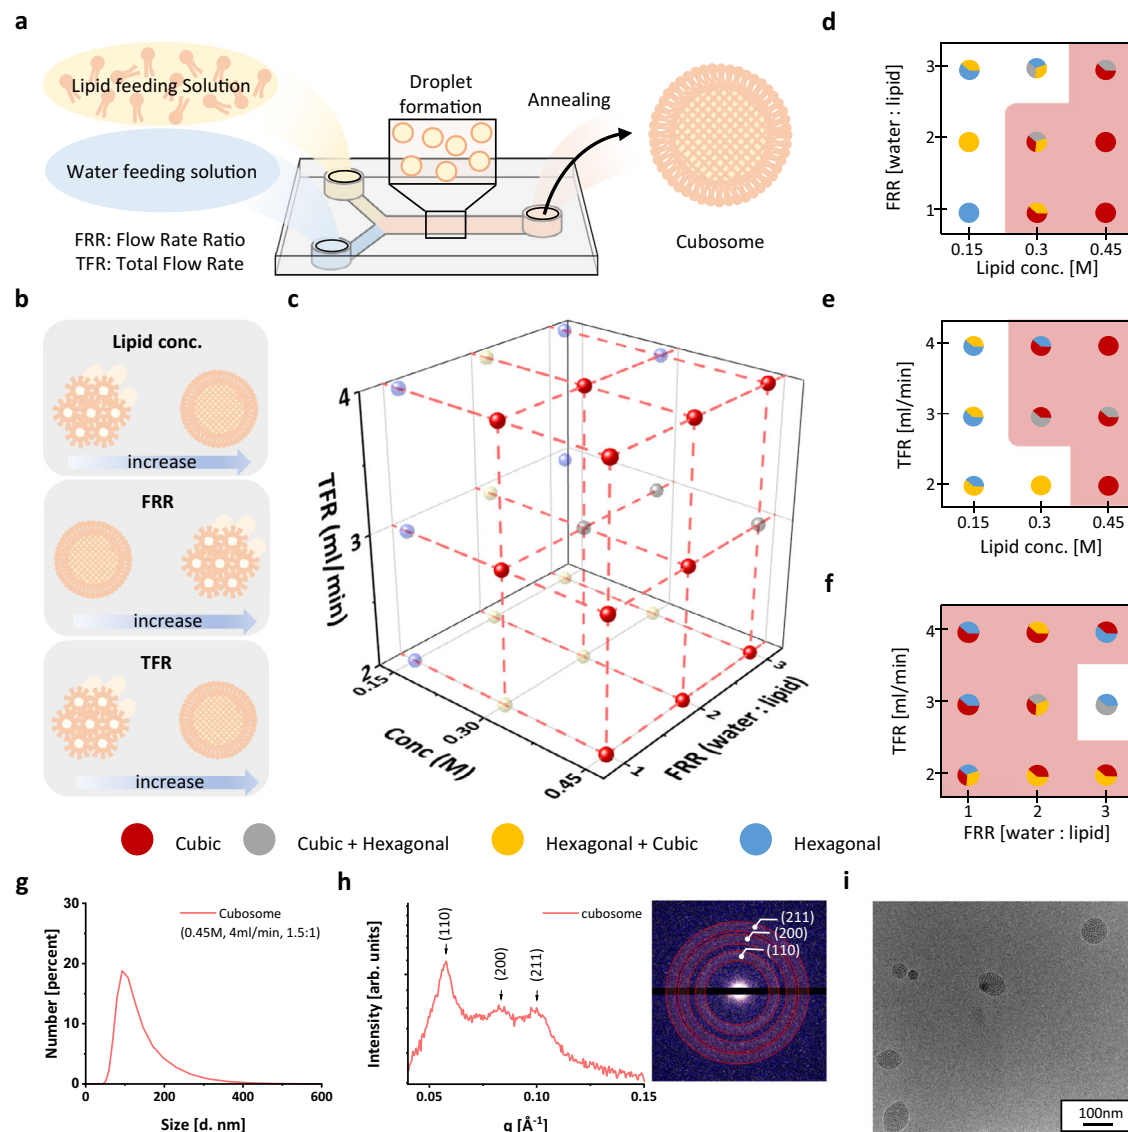 a
Lipid feeding Solution
Water feeding solution
FRR: Flow Rate Ratio
TFR: Total Flow Rate
Droplet
formation
Annealing
Cubosome
b
Lipid conc.
increase
FRR
increase
TFR
increase
c
TFR (ml/min)
4
3
2
0.15
0.30
0.45
Conc (M)
1
2
3
FRR (water : lipid)
d
FRR [water : lipid]
3
2
1
0.15
0.3
0.45
Lipid conc. [M]
e
TFR [ml/min]
4
3
2
0.15
0.3
0.45
Lipid conc. [M]
f
TFR [ml/min]
4
3
2
1
2
3
FRR [water : lipid]
Cubic
Cubic + Hexagonal
Hexagonal + Cubic
Hexagonal
g
Number [percent]
30
20
10
0
0
200
400
600
Size [d. nm]
Cubosome
(0.45M, 4ml/min, 1.5:1)
h
Intensity [arb. units]
(110)
(200)
(211)
cubosome
0.05
0.10
0.15
q [Å⁻¹]
(211)
(200)
(110)
i
100nm